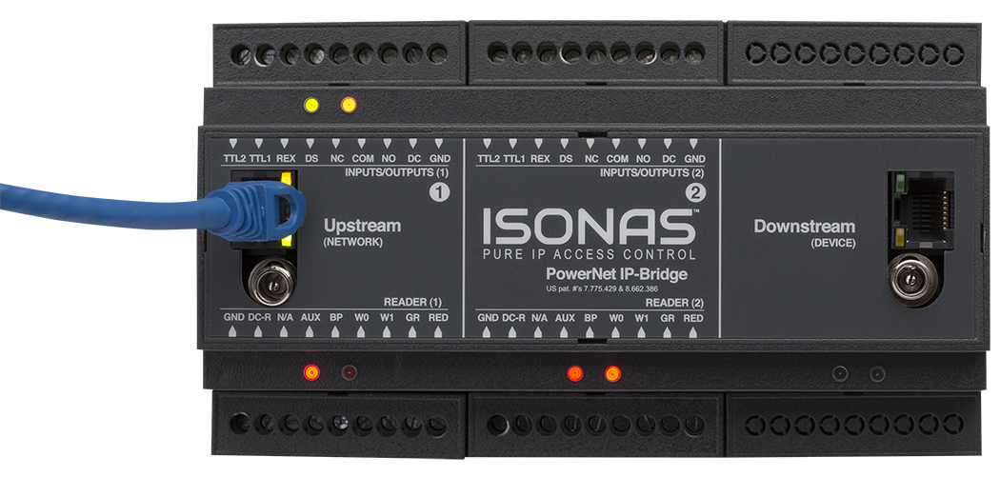 TTL2 TTL1 REX DS NC COM NO DC GND
INPUTS/OUTPUTS (1)
1
Upstream
(NETWORK)
READER (1)
GND DC-R N/A AUX BP W0 W1 GR RED
TTL2 TTL1 REX DS NC COM NO DC GND
INPUTS/OUTPUTS (2)
2
ISONAS™
PURE IP ACCESS CONTROL
PowerNet IP-Bridge
US pat. #'s 7.775.429 & 8.662.386
READER (2)
GND DC-R N/A AUX BP W0 W1 GR RED
Downstream
(DEVICE)